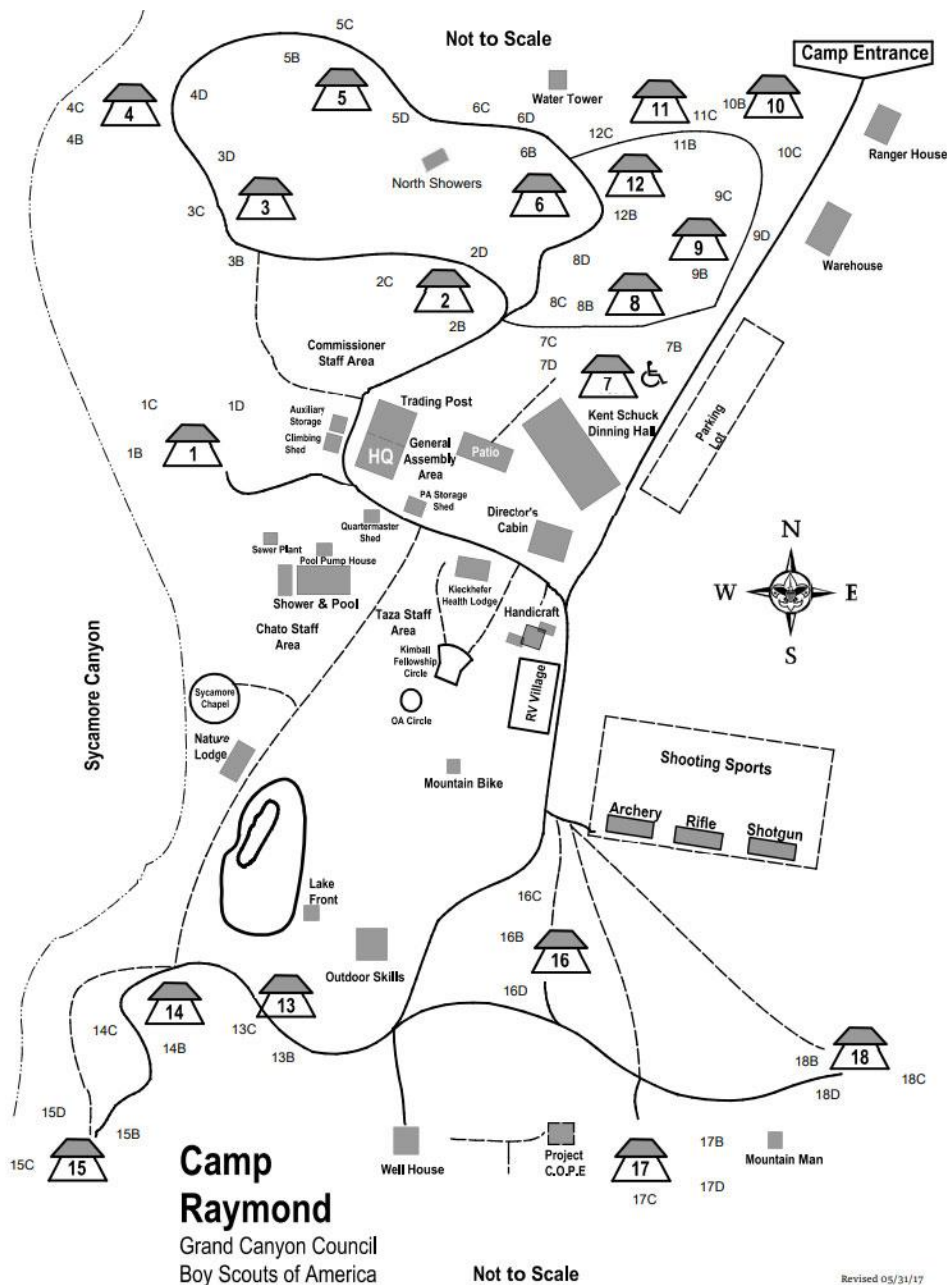 5C
Not to Scale
Camp Entrance
5B
4C
4D
4
4B
5
5D
6C
6D
Water Tower
11
11C
10B
10
12C
11B
10C
Ranger House
3D
North Showers
6B
3C
3
6
12
12B
9C
9
9D
9B
Warehouse
3B
2D
2C
2
2B
8D
8C
8B
8
Commissioner
Staff Area
7C
7D
7B
7
1C
1D
1B
1
Auxiliary
Storage
Climbing
Shed
Trading Post
HQ
General
Assembly
Area
Patio
Kent Schuck
Dinning Hall
Parking
Lot
PA Storage
Shed
Quartermaster
Shed
Director's
Cabin
Sewer Plant
Pool Pump House
Shower & Pool
Chato Staff
Area
Kieckhefer
Health Lodge
Taza Staff
Area
Handicraft
Kimball
Fellowship
Circle
OA Circle
RV Village
N
W
E
S
Sycamore Canyon
Sycamore
Chapel
Nature
Lodge
Mountain Bike
Shooting Sports
Archery
Rifle
Shotgun
Lake
Front
Outdoor Skills
16C
16B
16
16D
14C
14
14B
13C
13
13B
18B
18
18C
18D
15D
15B
15C
15
Well House
Project
C.O.P.E
17
17B
17C
17D
Mountain Man
Camp
Raymond
Grand Canyon Council
Boy Scouts of America
Not to Scale
Revised 05/31/17